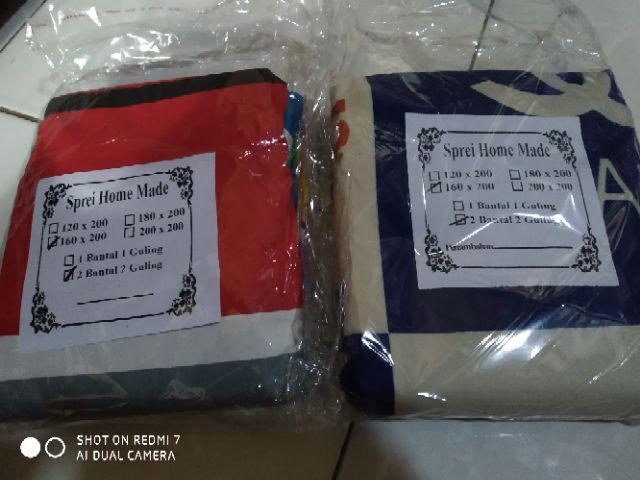 Sprei Home Made
120 x 200 180 x 200
160 x 200 200 x 200
1 Bantal 1 Guling
2 Bantal 2 Guling
Sprei Home Made
120 x 200 180 x 200
160 x 200 200 x 200
1 Bantal 1 Guling
2 Bantal 2 Guling
A
SHOT ON REDMI 7
AI DUAL CAMERA